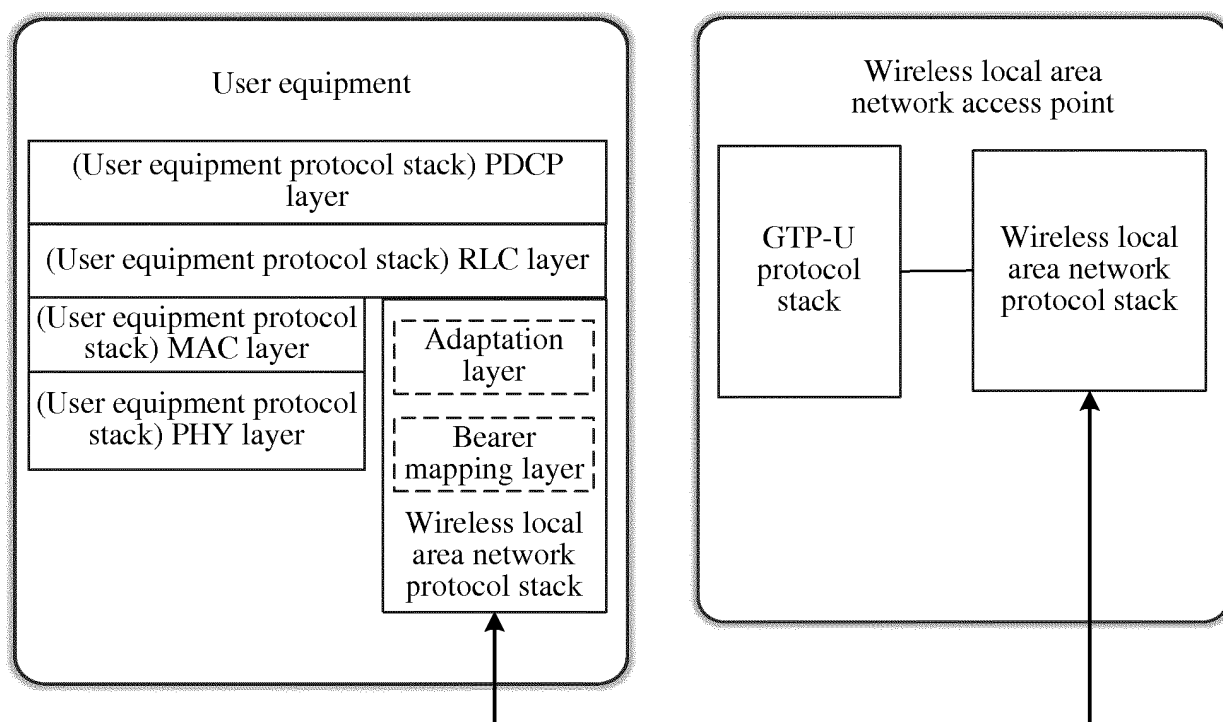 User equipment
(User equipment protocol stack) PDCP
layer
(User equipment protocol stack) RLC layer
(User equipment protocol
stack) MAC layer
(User equipment protocol
stack) PHY layer
Adaptation
layer
Bearer
mapping layer
Wireless local
area network
protocol stack
Wireless local area
network access point
GTP-U
protocol
stack
Wireless local
area network
protocol stack